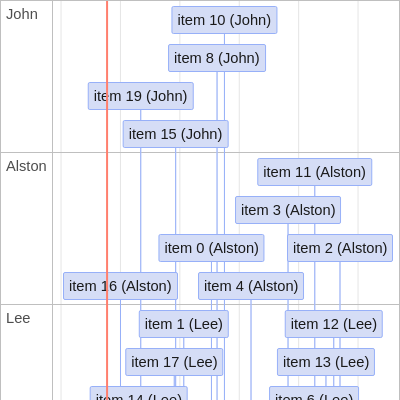 John
item 10 (John)
item 8 (John)
item 19 (John)
item 15 (John)
Alston
item 11 (Alston)
item 3 (Alston)
item 0 (Alston)
item 2 (Alston)
item 16 (Alston)
item 4 (Alston)
Lee
item 1 (Lee)
item 12 (Lee)
item 17 (Lee)
item 13 (Lee)
item 14 (Lee)
item 6 (Lee)